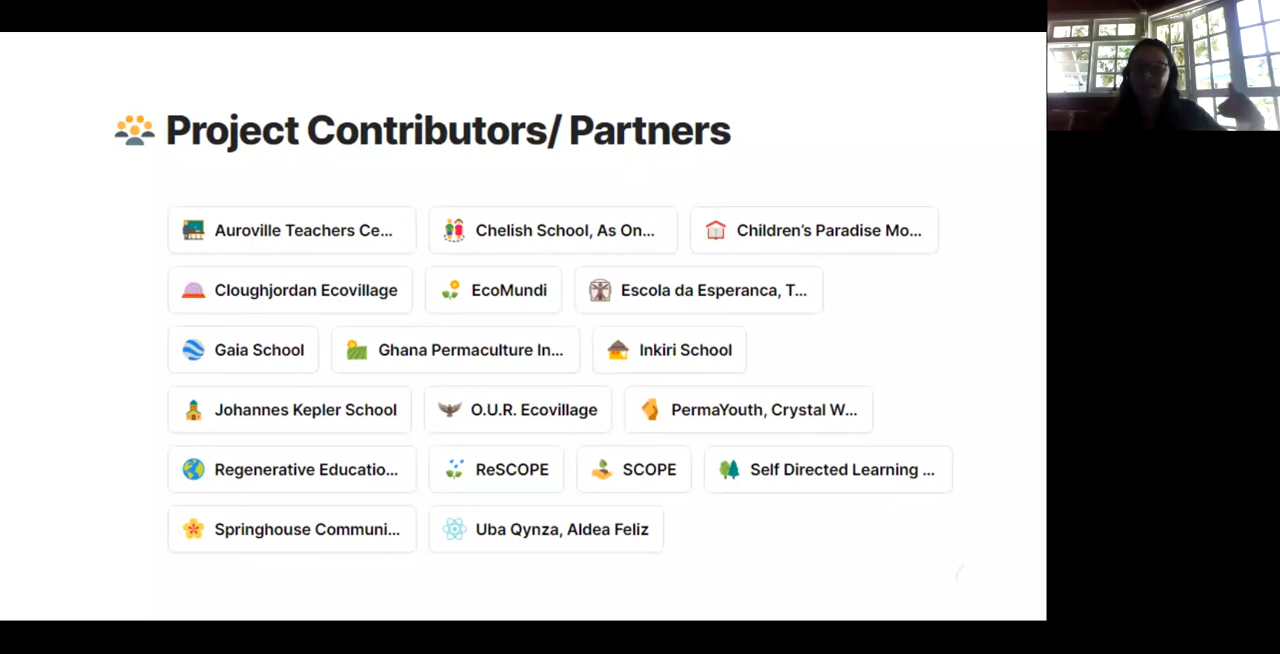 Project Contributors/ Partners
Auroville Teachers Ce... Chelish School, As On... Children’s Paradise Mo...
Cloughjordan Ecovillage EcoMundi Escola da Esperanca, T...
Gaia School Ghana Permaculture In... Inkiri School
Johannes Kepler School O.U.R. Ecovillage PermaYouth, Crystal W...
Regenerative Educatio... ReSCOPE SCOPE Self Directed Learning ...
Springhouse Communi... Uba Qynza, Aldea Feliz